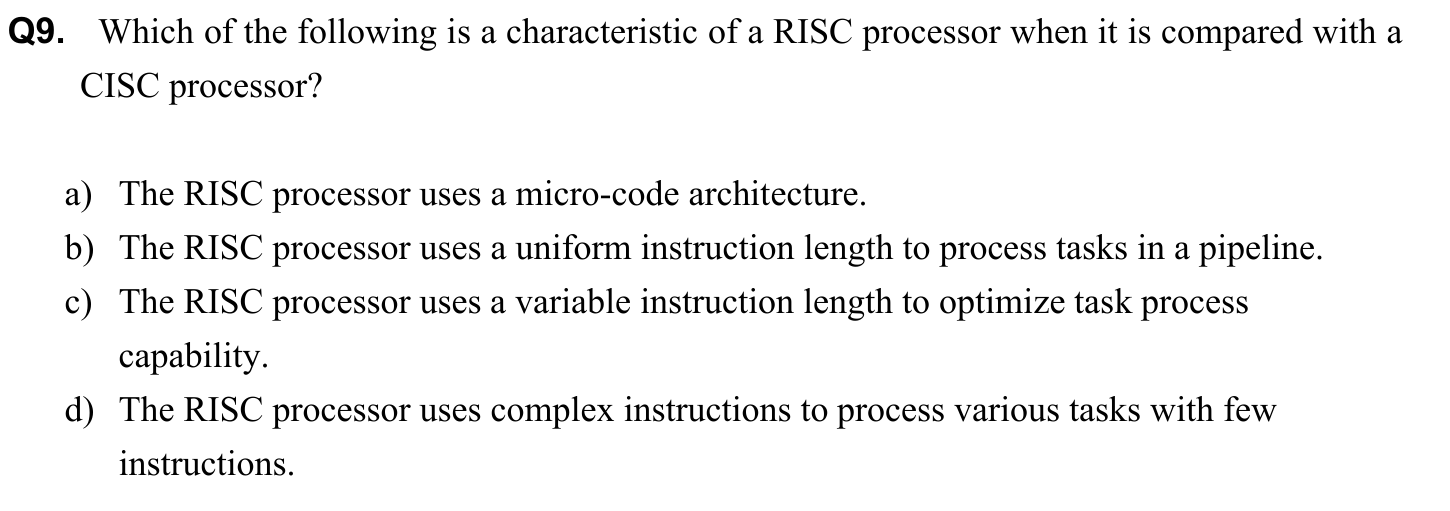 Q9. Which of the following is a characteristic of a RISC processor when it is compared with a
CISC processor?
a) The RISC processor uses a micro-code architecture.
b) The RISC processor uses a uniform instruction length to process tasks in a pipeline.
c) The RISC processor uses a variable instruction length to optimize task process
capability.
d) The RISC processor uses complex instructions to process various tasks with few
instructions.